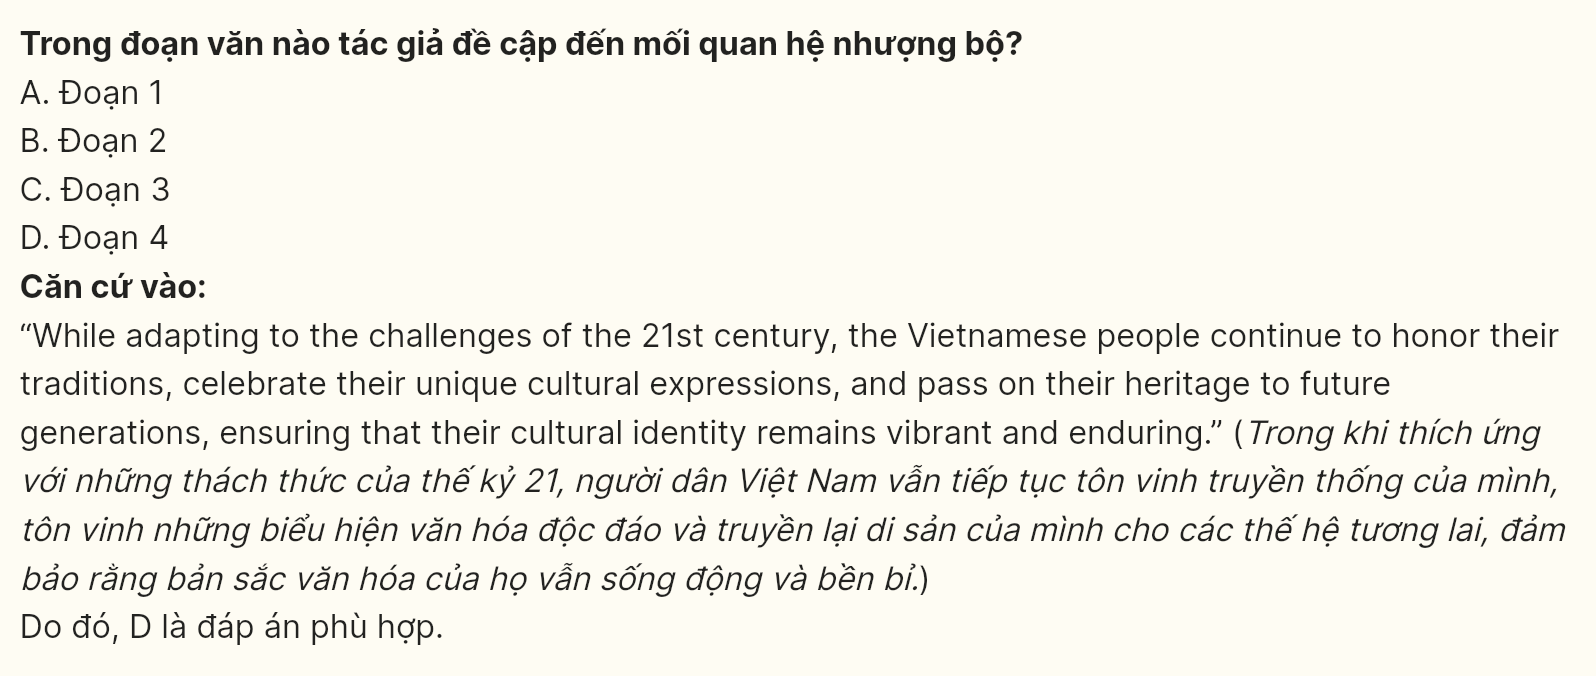 Trong đoạn văn nào tác giả đề cập đến mối quan hệ nhượng bộ?
A. Đoạn 1
B. Đoạn 2
C. Đoạn 3
D. Đoạn 4
Căn cứ vào:
“While adapting to the challenges of the 21st century, the Vietnamese people continue to honor their
traditions, celebrate their unique cultural expressions, and pass on their heritage to future
generations, ensuring that their cultural identity remains vibrant and enduring.” (Trong khi thích ứng
với những thách thức của thế kỷ 21, người dân Việt Nam vẫn tiếp tục tôn vinh truyền thống của mình,
tôn vinh những biểu hiện văn hóa độc đáo và truyền lại di sản của mình cho các thế hệ tương lai, đảm
bảo rằng bản sắc văn hóa của họ vẫn sống động và bền bỉ.)
Do đó, D là đáp án phù hợp.